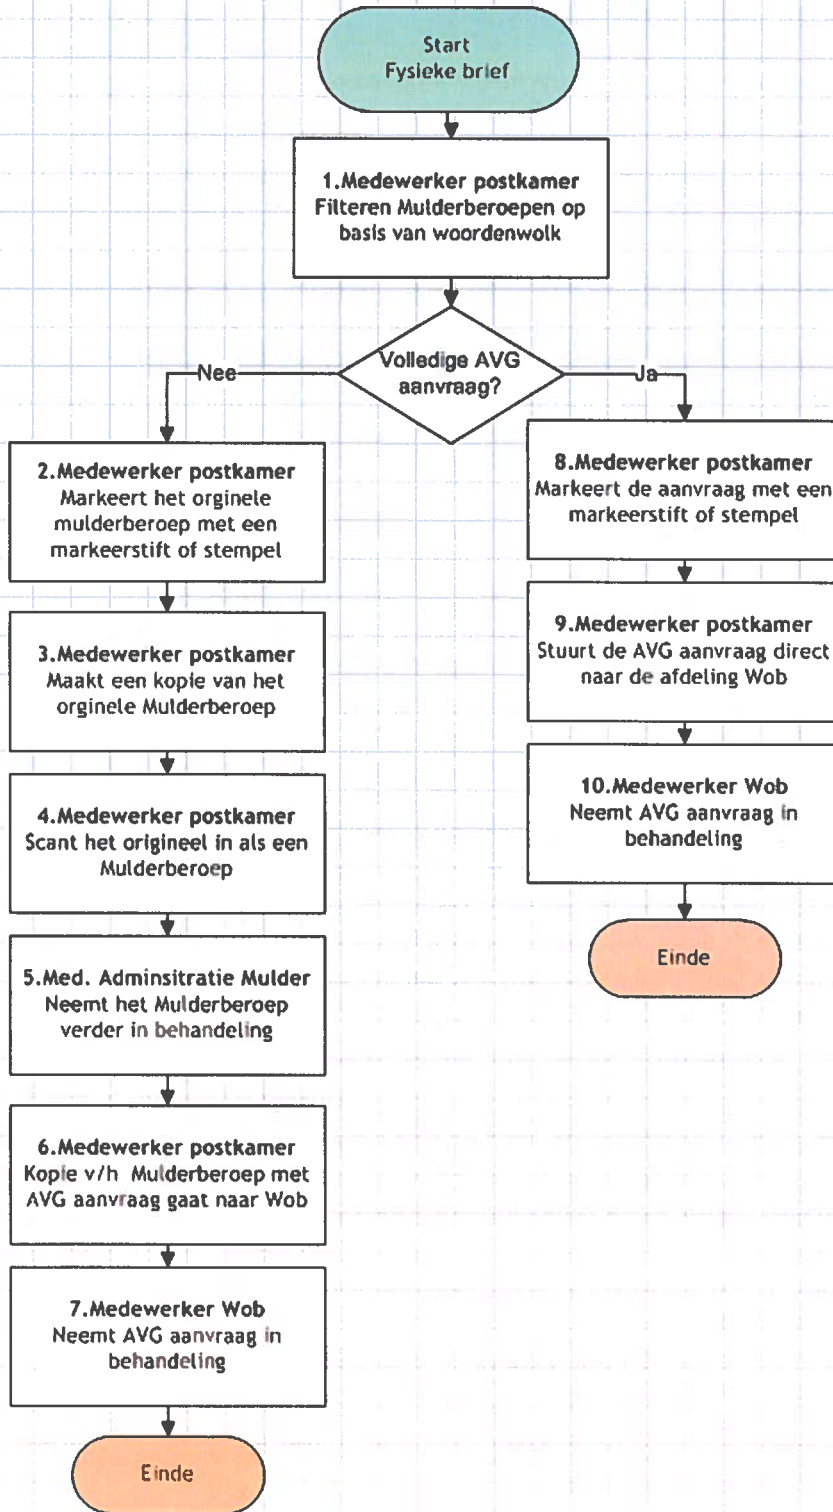 Start
Fysieke brief
1.Medewerker postkamer
Filteren Mulderberoepen op
basis van woordenwolk
Volledige AVG
aanvraag?
Nee
Ja
2.Medewerker postkamer
Markeert het orginele
mulderberoep met een
markeerstift of stempel
3.Medewerker postkamer
Maakt een kopie van het
orginele Mulderberoep
4.Medewerker postkamer
Scant het origineel in als een
Mulderberoep
5.Med. Adminsitratie Mulder
Neemt het Mulderberoep
verder in behandeling
6.Medewerker postkamer
Kopie v/h Mulderberoep met
AVG aanvraag gaat naar Wob
7.Medewerker Wob
Neemt AVG aanvraag in
behandeling
Einde
8.Medewerker postkamer
Markeert de aanvraag met een
markeerstift of stempel
9.Medewerker postkamer
Stuurt de AVG aanvraag direct
naar de afdeling Wob
10.Medewerker Wob
Neemt AVG aanvraag in
behandeling
Einde